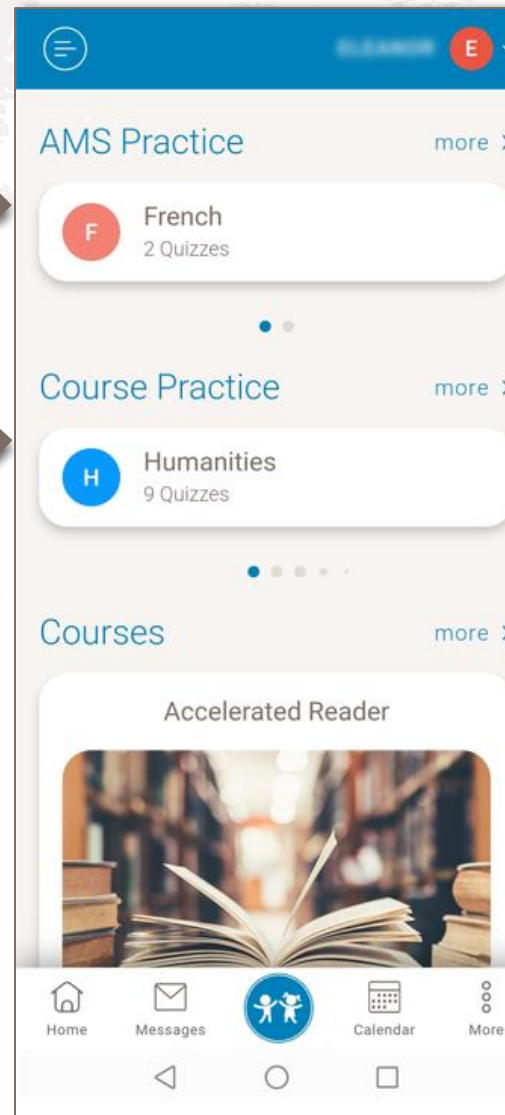 E
AMS Practice more
F
French
2 Quizzes
Course Practice more
H
Humanities
9 Quizzes
Courses more
Accelerated Reader
Home Messages Calendar More